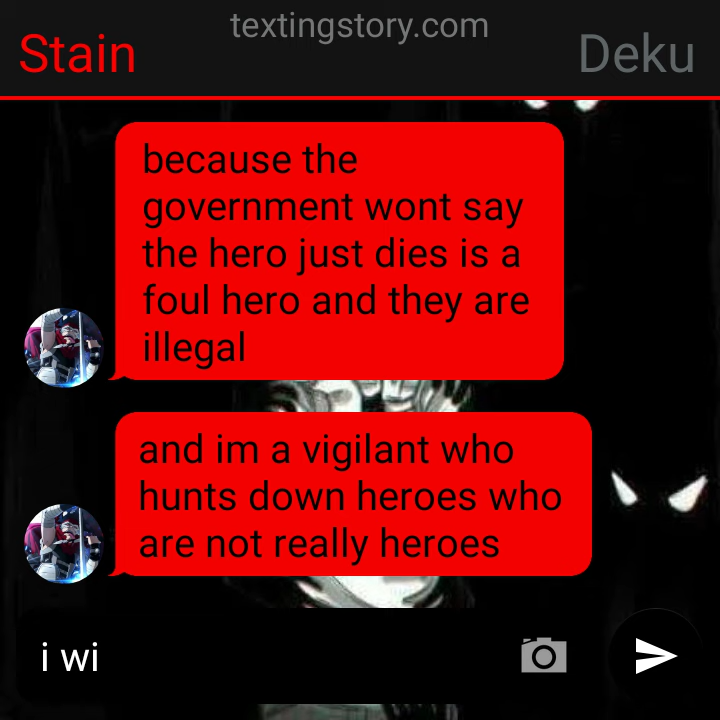 textingstory.com
Stain
Deku
because the
government wont say
the hero just dies is a
foul hero and they are
illegal
and im a vigilant who
hunts down heroes who
are not really heroes
i wi